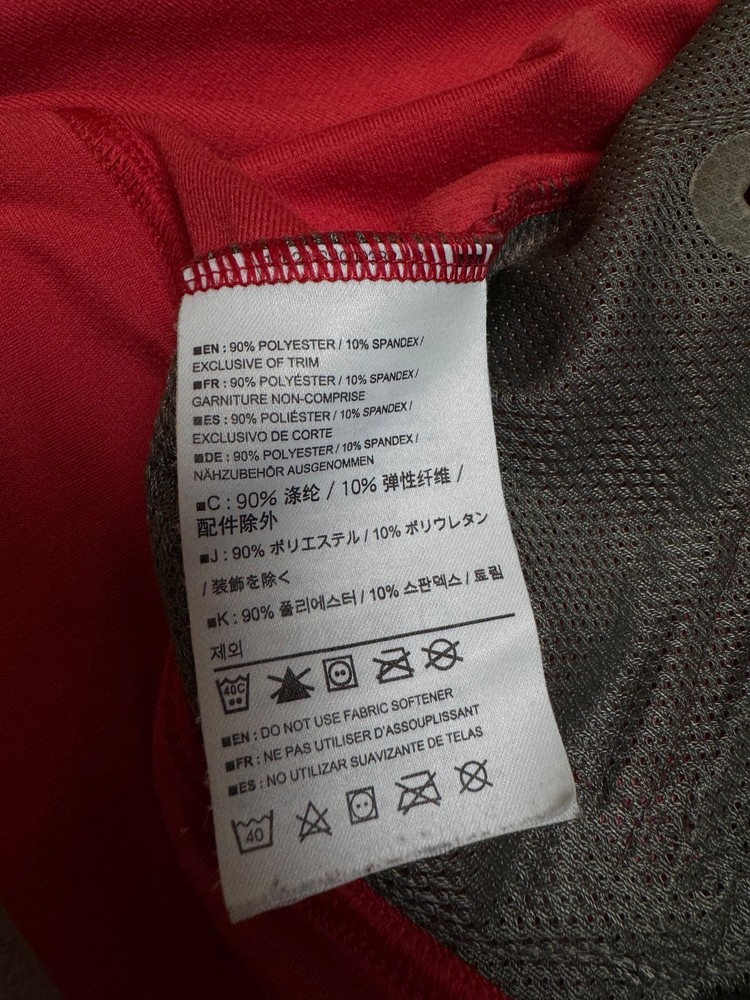 ■EN : 90% POLYESTER / 10% SPANDEX /
EXCLUSIVE OF TRIM
■FR : 90% POLYÉSTER / 10% SPANDEX /
GARNITURE NON-COMPRISE
■ES : 90% POLIÉSTER / 10% SPANDEX /
EXCLUSIVO DE CORTE
■DE : 90% POLYESTER / 10% SPANDEX /
NÄHZUBEHÖR AUSGENOMMEN
■C : 90% 涤纶 / 10% 弹性纤维 /
配件除外
■J : 90% ポリエステル / 10% ポリウレタン
/ 装飾を除く
■K : 90% 폴리에스터 / 10% 스판덱스 / 트림
제외
40C
■EN : DO NOT USE FABRIC SOFTENER
■FR : NE PAS UTILISER D'ASSOUPLISSANT
■ES : NO UTILIZAR SUAVIZANTE DE TELAS
40